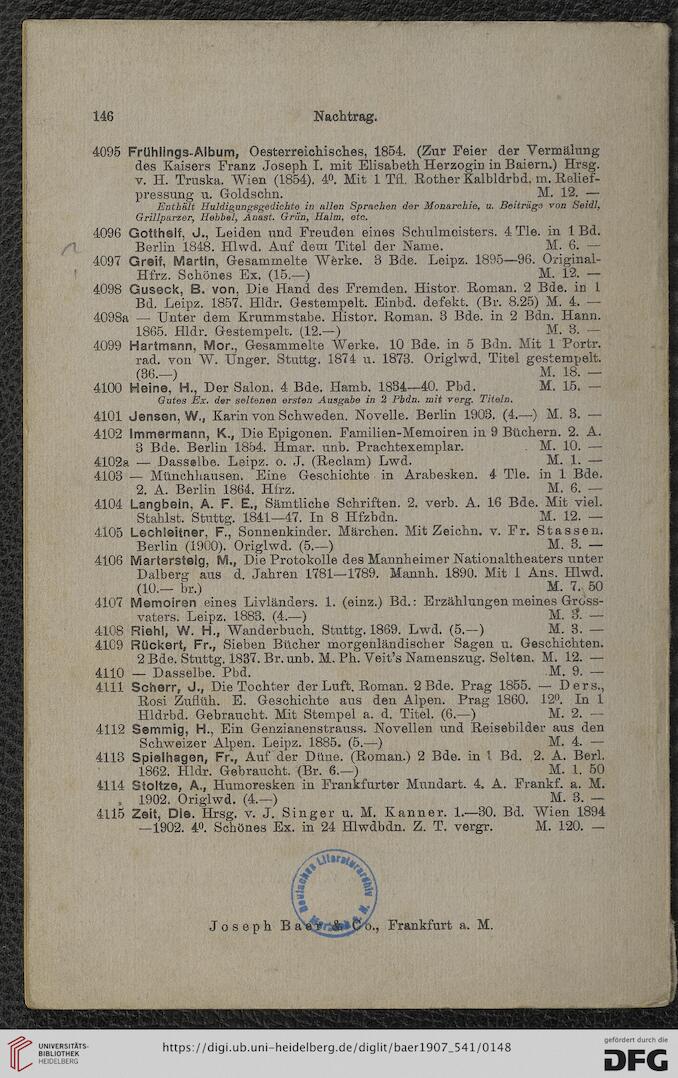 146 Nachtrag.
4095 Frühlings-Album, Oesterreichisches, 1854. (Zur Feier der Vermälung
des Kaisers Franz Joseph I. mit Elisabeth Herzogin in Baiern.) Hrsg.
v. H. Truska. Wien (1854). 4⁰. Mit 1 Tfl. Rother Kalbldrbd. m. Relief-
pressung u. Goldschn. M. 12. —
Enthält Huldigungsgedichte in allen Sprachen der Monarchie, u. Beiträge von Seidl,
Grillparzer, Hebbel, Anast. Grün, Halm, etc.
4096 Gotthelf, J., Leiden und Freuden eines Schulmeisters. 4 Tle. in 1 Bd.
Berlin 1848. Hlwd. Auf dem Titel der Name. M. 6. —
4097 Greif, Martin, Gesammelte Werke. 3 Bde. Leipz. 1895—96. Original-
Hfrz. Schönes Ex. (15.—) M. 12. —
4098 Guseck, B. von, Die Hand des Fremden. Histor. Roman. 2 Bde. in 1
Bd. Leipz. 1857. Hldr. Gestempelt. Einbd. defekt. (Br. 8.25) M. 4. —
4098a — Unter dem Krummstabe. Histor. Roman. 3 Bde. in 2 Bdn. Hann.
1865. Hldr. Gestempelt. (12.—) M. 3. —
4099 Hartmann, Mor., Gesammelte Werke. 10 Bde. in 5 Bdn. Mit 1 Portr.
rad. von W. Unger. Stuttg. 1874 u. 1873. Origlwd. Titel gestempelt.
(36.—) M. 18. —
4100 Heine, H., Der Salon. 4 Bde. Hamb. 1834—40. Pbd. M. 15. —
Gutes Ex. der seltenen ersten Ausgabe in 2 Pbdn. mit verg. Titeln.
4101 Jensen, W., Karin von Schweden. Novelle. Berlin 1903. (4.—) M. 3. —
4102 Immermann, K., Die Epigonen. Familien-Memoiren in 9 Büchern. 2. A.
3 Bde. Berlin 1854. Hmar. unb. Prachtexemplar. M. 10. —
4102a — Dasselbe. Leipz. o. J. (Reclam) Lwd. M. 1. —
4103 — Münchhausen. Eine Geschichte in Arabesken. 4 Tle. in 1 Bde.
2. A. Berlin 1864. Hfrz. M. 6. —
4104 Langbein, A. F. E., Sämtliche Schriften. 2. verb. A. 16 Bde. Mit viel.
Stahlst. Stuttg. 1841—47. In 8 Hfzbdn. M. 12. —
4105 Lechleitner, F., Sonnenkinder. Märchen. Mit Zeichn. v. Fr. Stassen.
Berlin (1900). Origlwd. (5.—) M. 3. —
4106 Martersteig, M., Die Protokolle des Mannheimer Nationaltheaters unter
Dalberg aus d. Jahren 1781—1789. Mannh. 1890. Mit 1 Ans. Hlwd.
(10.— br.) M. 7. 50
4107 Memoiren eines Livländers. 1. (einz.) Bd.: Erzählungen meines Gross-
vaters. Leipz. 1883. (4.—) M. 3. —
4108 Riehl, W. H., Wanderbuch. Stuttg. 1869. Lwd. (5.—) M. 3. —
4109 Rückert, Fr., Sieben Bücher morgenländischer Sagen u. Geschichten.
2 Bde. Stuttg. 1837. Br. unb. M. Ph. Veit's Namenszug. Selten. M. 12. —
4110 — Dasselbe. Pbd. M. 9. —
4111 Scherr, J., Die Tochter der Luft. Roman. 2 Bde. Prag 1855. — Ders.,
Rosi Zuflüh. E. Geschichte aus den Alpen. Prag 1860. 12⁰. In 1
Hldrbd. Gebraucht. Mit Stempel a. d. Titel. (6.—) M. 2. —
4112 Semmig, H., Ein Genzianenstrauss. Novellen und Reisebilder aus den
Schweizer Alpen. Leipz. 1885. (5.—) M. 4. —
4113 Spielhagen, Fr., Auf der Düne. (Roman.) 2 Bde. in 1 Bd. 2. A. Berl.
1862. Hldr. Gebraucht. (Br. 6.—) M. 1. 50
4114 Stoltze, A., Humoresken in Frankfurter Mundart. 4. A. Frankf. a. M.
1902. Origlwd. (4.—) M. 3. —
4115 Zeit, Die. Hrsg. v. J. Singer u. M. Kanner. 1.—30. Bd. Wien 1894
—1902. 4⁰. Schönes Ex. in 24 Hlwdbdn. Z. T. vergr. M. 120. —
Deutsches Literaturarchiv
Joseph Baer & Co., Frankfurt a. M.
UNIVERSITÄTS-
BIBLIOTHEK
HEIDELBERG
https://digi.ub.uni-heidelberg.de/diglit/baer1907_541/0148
gefördert durch die
DFG